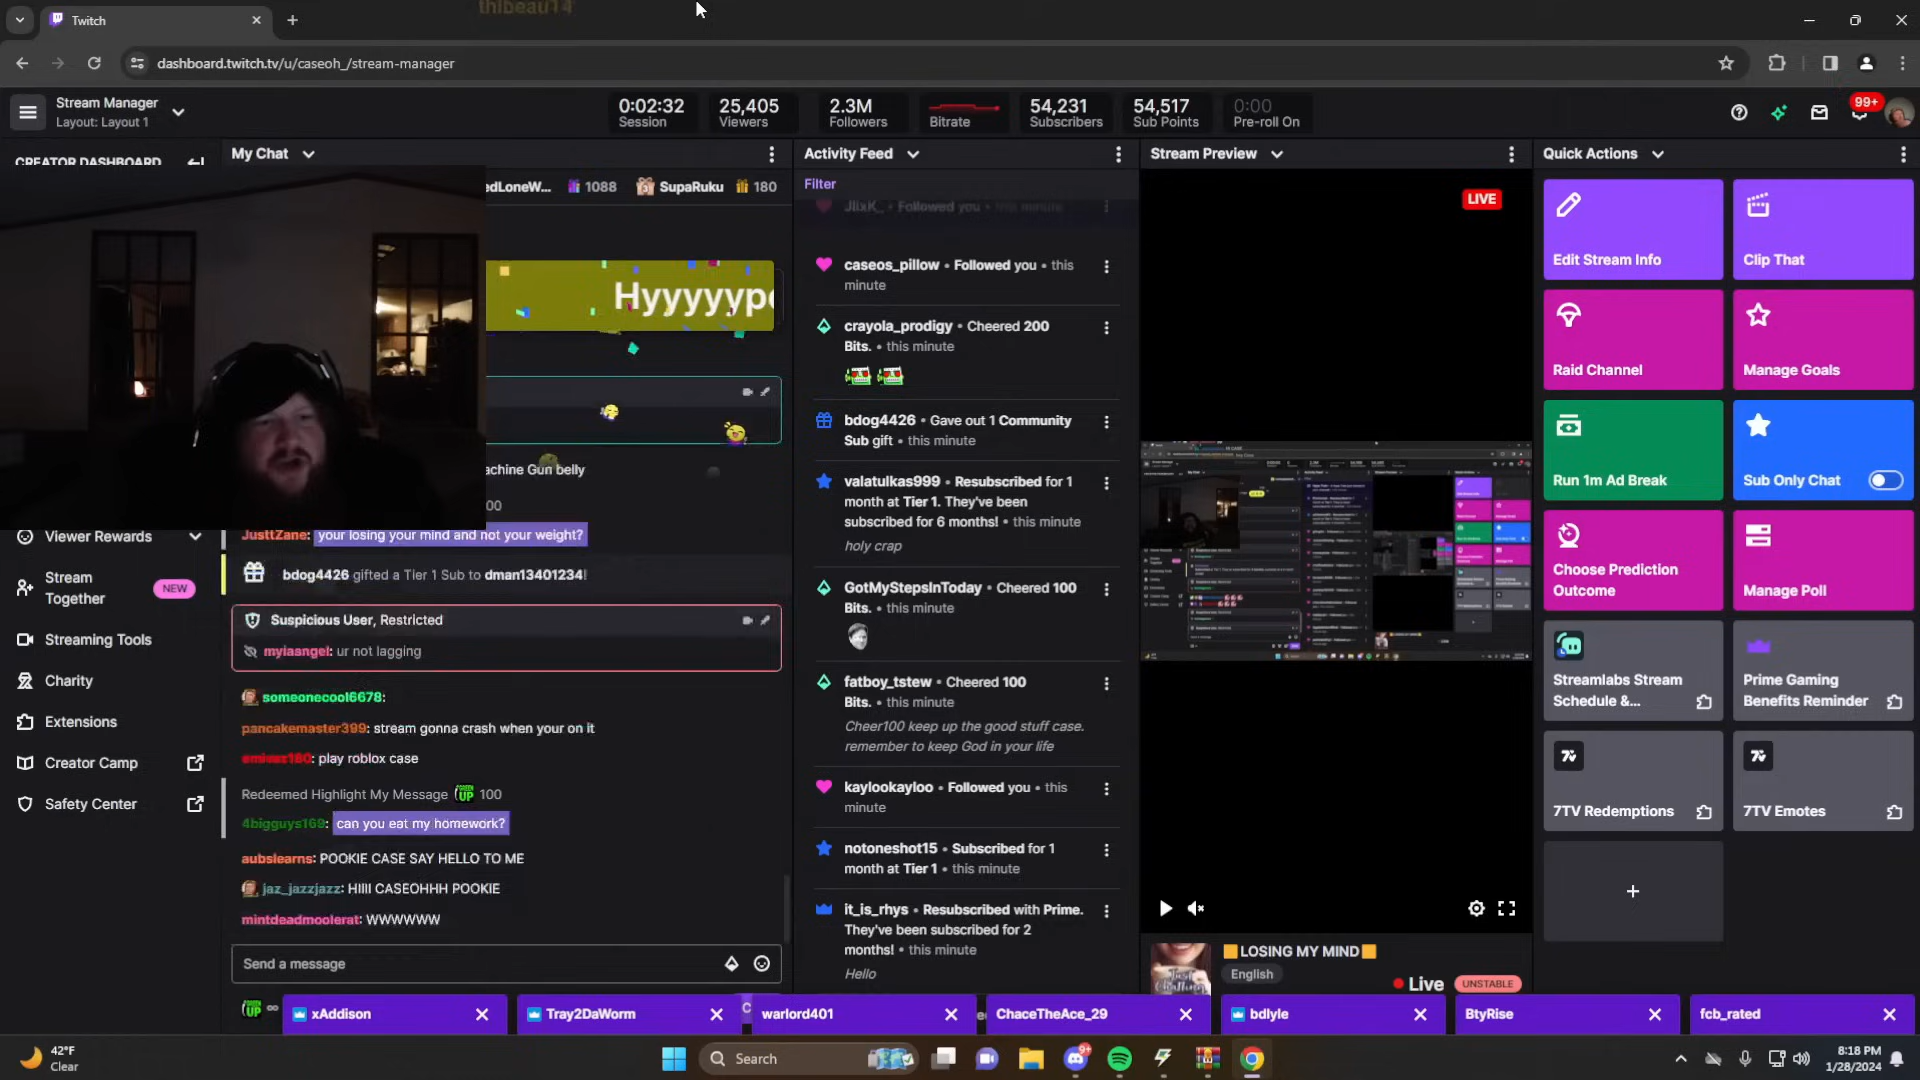 thibeau14
Twitch
dashboard.twitch.tv/u/caseoh_/stream-manager
Stream Manager
Layout: Layout 1
0:02:32
Session
25,405
Viewers
2.3M
Followers
Bitrate
54,231
Subscribers
54,517
Sub Points
0:00
Pre-roll On
99+
CREATOR DASHBOARD
Viewer Rewards
Stream
Together
NEW
Streaming Tools
Charity
Extensions
Creator Camp
Safety Center
My Chat
edLoneW... 1088
SupaRuku 180
Hyyyyype
achine Gun belly
00
JusttZane: your losing your mind and not your weight?
bdog4426 gifted a Tier 1 Sub to dman13401234!
Suspicious User, Restricted
myiaangel: ur not lagging
someonecool6678:
pancakemaster399: stream gonna crash when your on it
play roblox case
Redeemed Highlight My Message 100
4bigguys169: can you eat my homework?
aubslearns: POOKIE CASE SAY HELLO TO ME
jaz_jazzjazz: HIIII CASEOHHH POOKIE
mintdeadmoolerat: WWWWWW
Send a message
Activity Feed
Filter
JlixK_ • Followed you • this minute
caseos_pillow • Followed you • this
minute
crayola_prodigy • Cheered 200
Bits. • this minute
bdog4426 • Gave out 1 Community
Sub gift • this minute
valatulkas999 • Resubscribed for 1
month at Tier 1. They've been
subscribed for 6 months! • this minute
holy crap
GotMyStepsInToday • Cheered 100
Bits. • this minute
fatboy_tstew • Cheered 100
Bits. • this minute
Cheer100 keep up the good stuff case.
remember to keep God in your life
kaylookayloo • Followed you • this
minute
notoneshot15 • Subscribed for 1
month at Tier 1 • this minute
it_is_rhys • Resubscribed with Prime.
They've been subscribed for 2
months! • this minute
Hello
Stream Preview
LIVE
LOSING MY MIND
English
Live
UNSTABLE
Quick Actions
Edit Stream Info
Clip That
Raid Channel
Manage Goals
Run 1m Ad Break
Sub Only Chat
Choose Prediction
Outcome
Manage Poll
Streamlabs Stream
Schedule &...
Prime Gaming
Benefits Reminder
7TV Redemptions
7TV Emotes
xAddison
Tray2DaWorm
warlord401
ChaceTheAce_29
bdlyle
BtyRise
fcb_rated
42°F
Clear
Search
9+
8:18 PM
1/28/2024